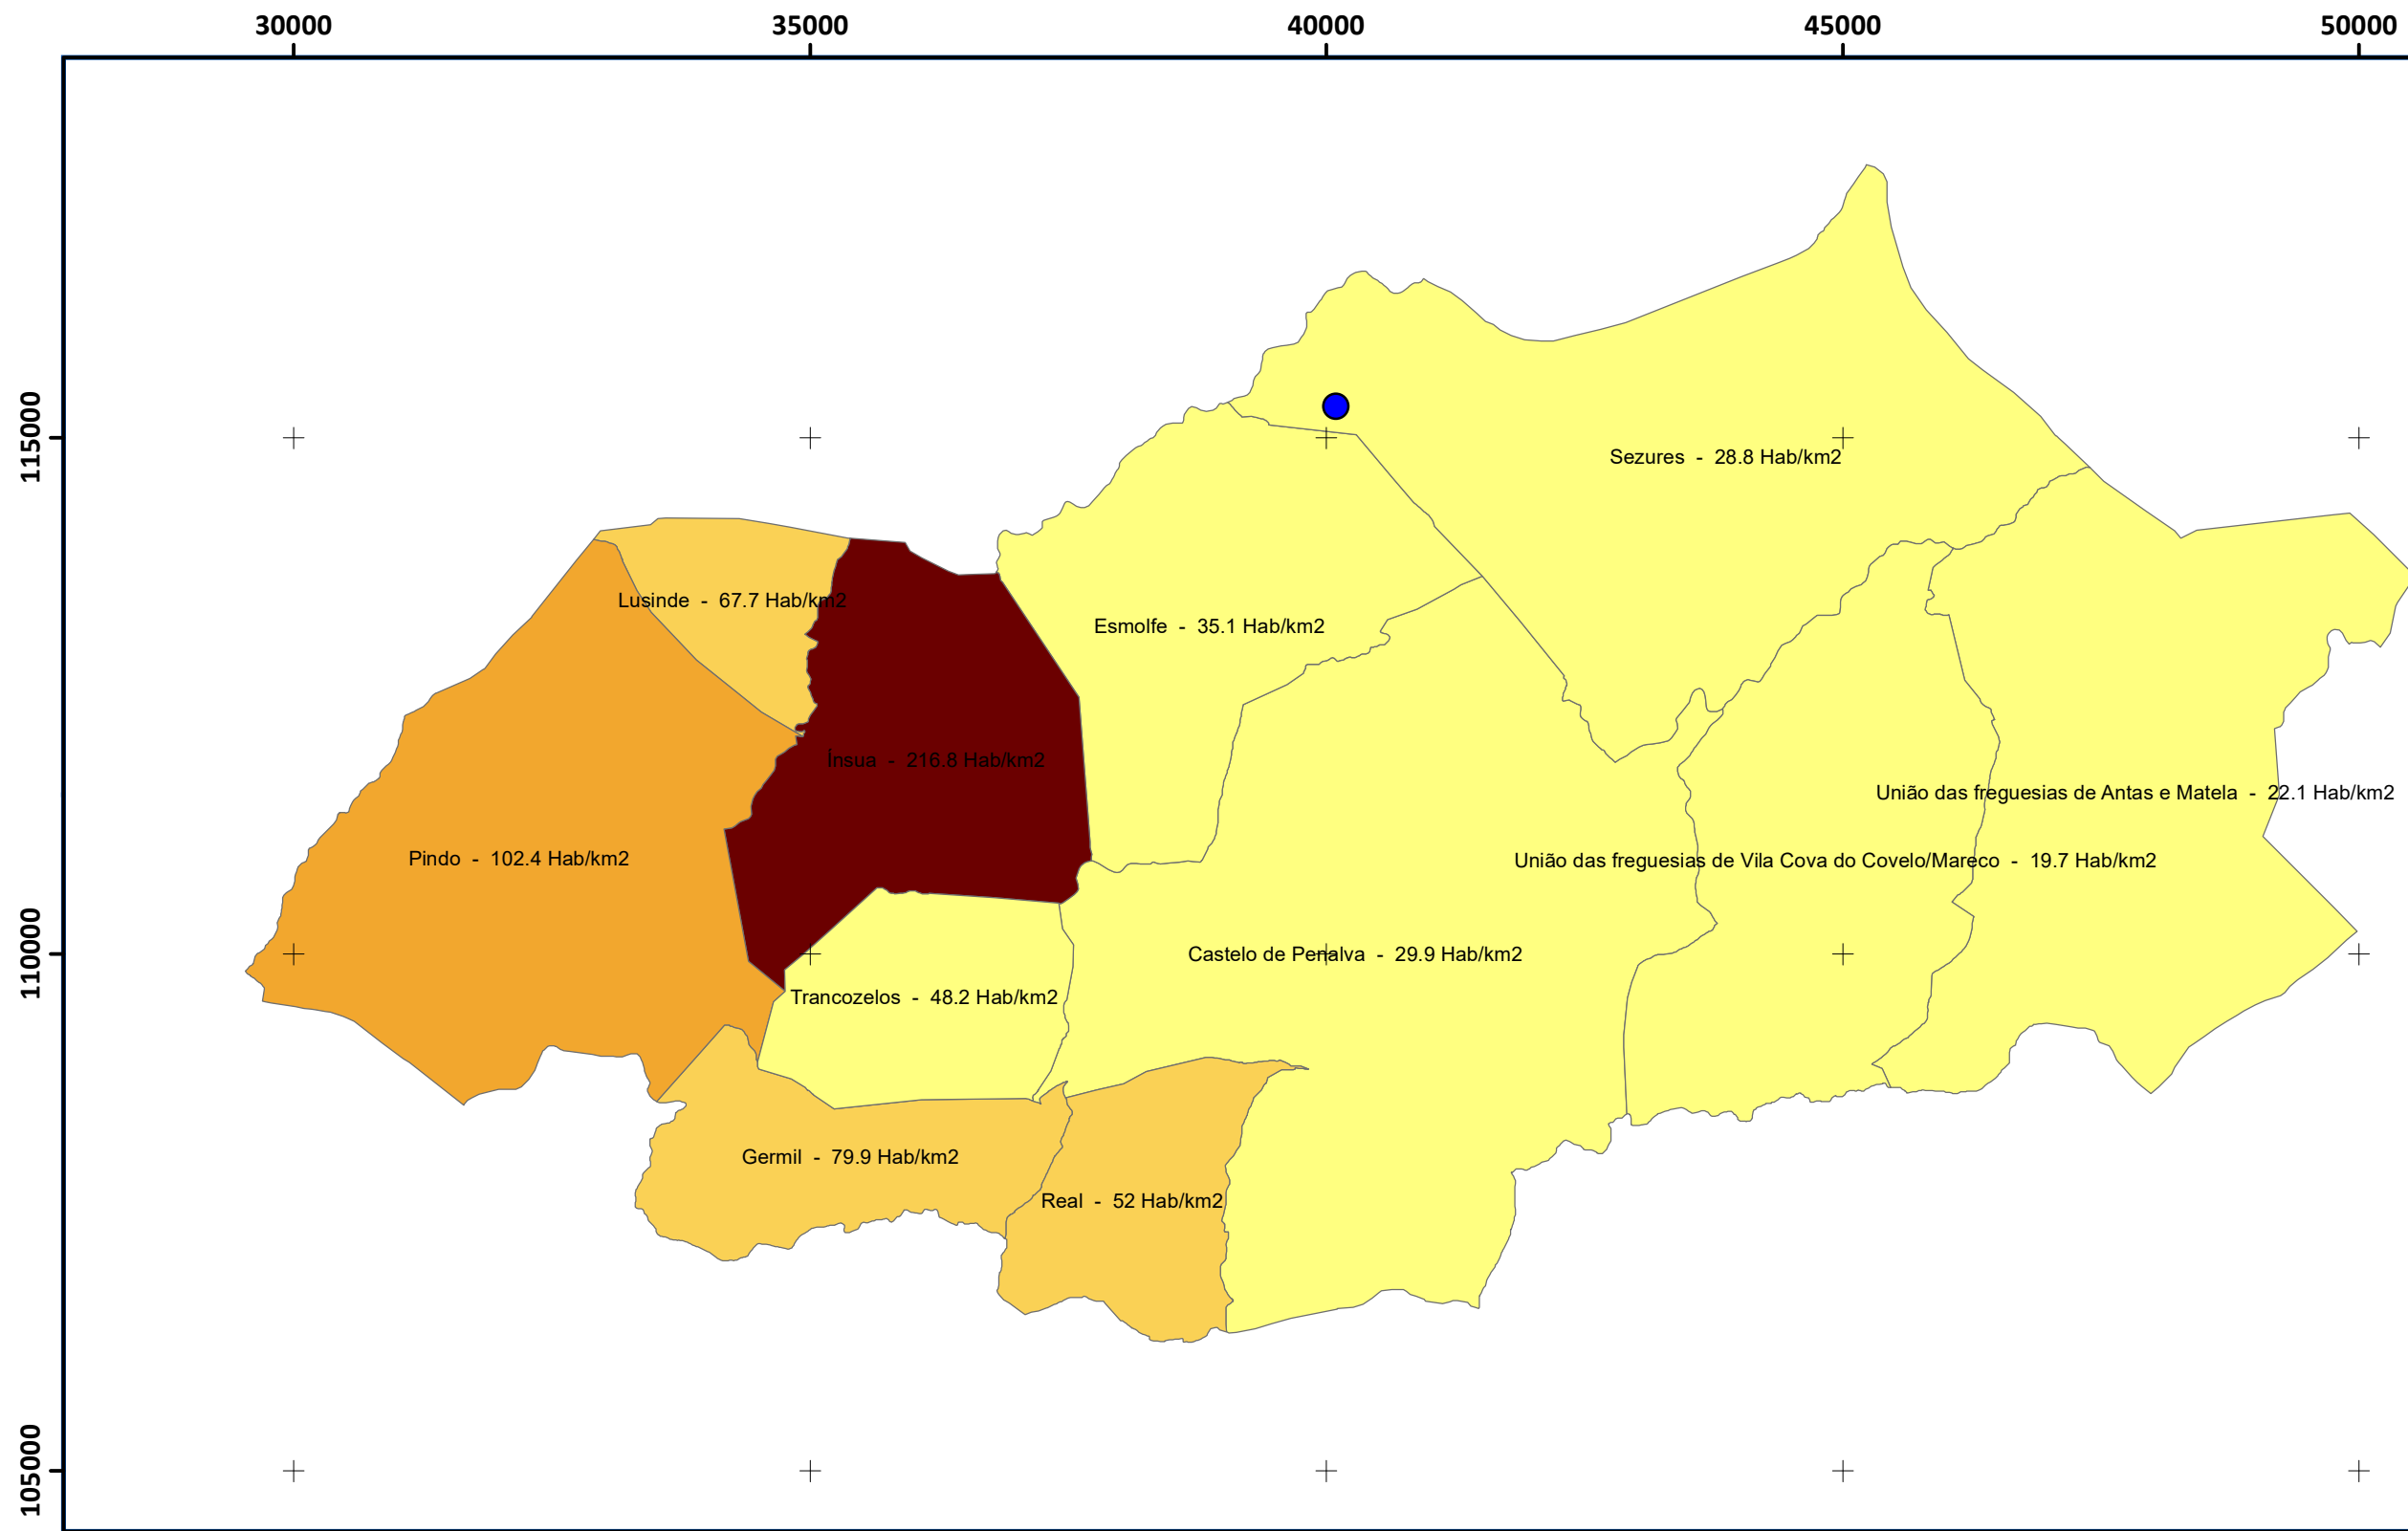 30000 35000 40000 45000 50000
115000
Sezures - 28.8 Hab/km2
Lusinde - 67.7 Hab/km2
Esmolfe - 35.1 Hab/km2
Ínsua - 216.8 Hab/km2
União das freguesias de Antas e Matela - 22.1 Hab/km2
Pindo - 102.4 Hab/km2
União das freguesias de Vila Cova do Covelo/Mareco - 19.7 Hab/km2
110000
Castelo de Penalva - 29.9 Hab/km2
Trancozelos - 48.2 Hab/km2
Germil - 79.9 Hab/km2
Real - 52 Hab/km2
105000